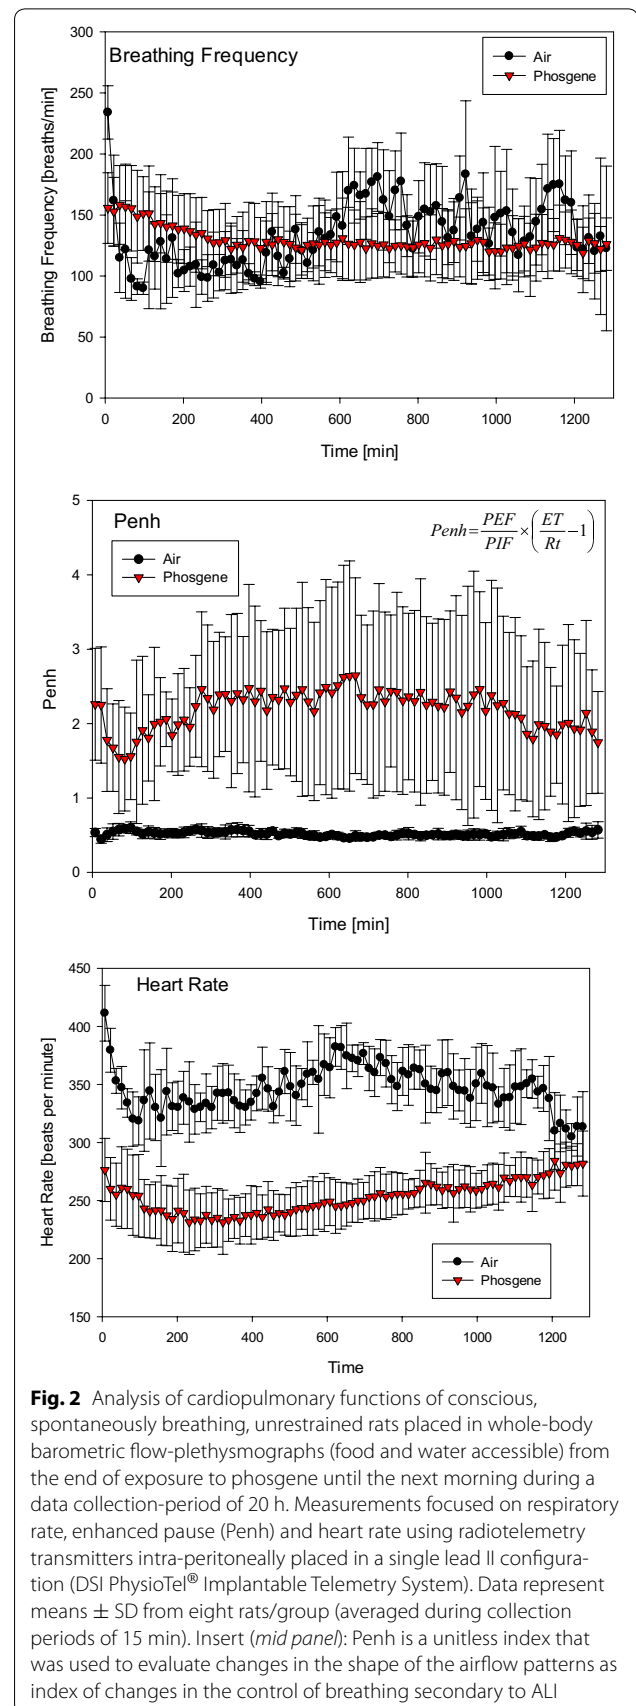 300
Breathing Frequency
Air
Phosgene
250
200
150
100
50
0
Breathing Frequency [breaths/min]
0 200 400 600 800 1000 1200
Time [min]
5
Penh
Penh = PEF/PIF × (ET/Rt − 1)
Air
Phosgene
4
3
2
1
0
Penh
0 200 400 600 800 1000 1200
Time [min]
450
Heart Rate
400
350
300
250
200
150
Heart Rate [beats per minute]
Air
Phosgene
0 200 400 600 800 1000 1200
Time
Fig. 2 Analysis of cardiopulmonary functions of conscious,
spontaneously breathing, unrestrained rats placed in whole-body
barometric flow-plethysmographs (food and water accessible) from
the end of exposure to phosgene until the next morning during a
data collection-period of 20 h. Measurements focused on respiratory
rate, enhanced pause (Penh) and heart rate using radiotelemetry
transmitters intra-peritoneally placed in a single lead II configura-
tion (DSI PhysioTel® Implantable Telemetry System). Data represent
means ± SD from eight rats/group (averaged during collection
periods of 15 min). Insert (mid panel): Penh is a unitless index that
was used to evaluate changes in the shape of the airflow patterns as
index of changes in the control of breathing secondary to ALI